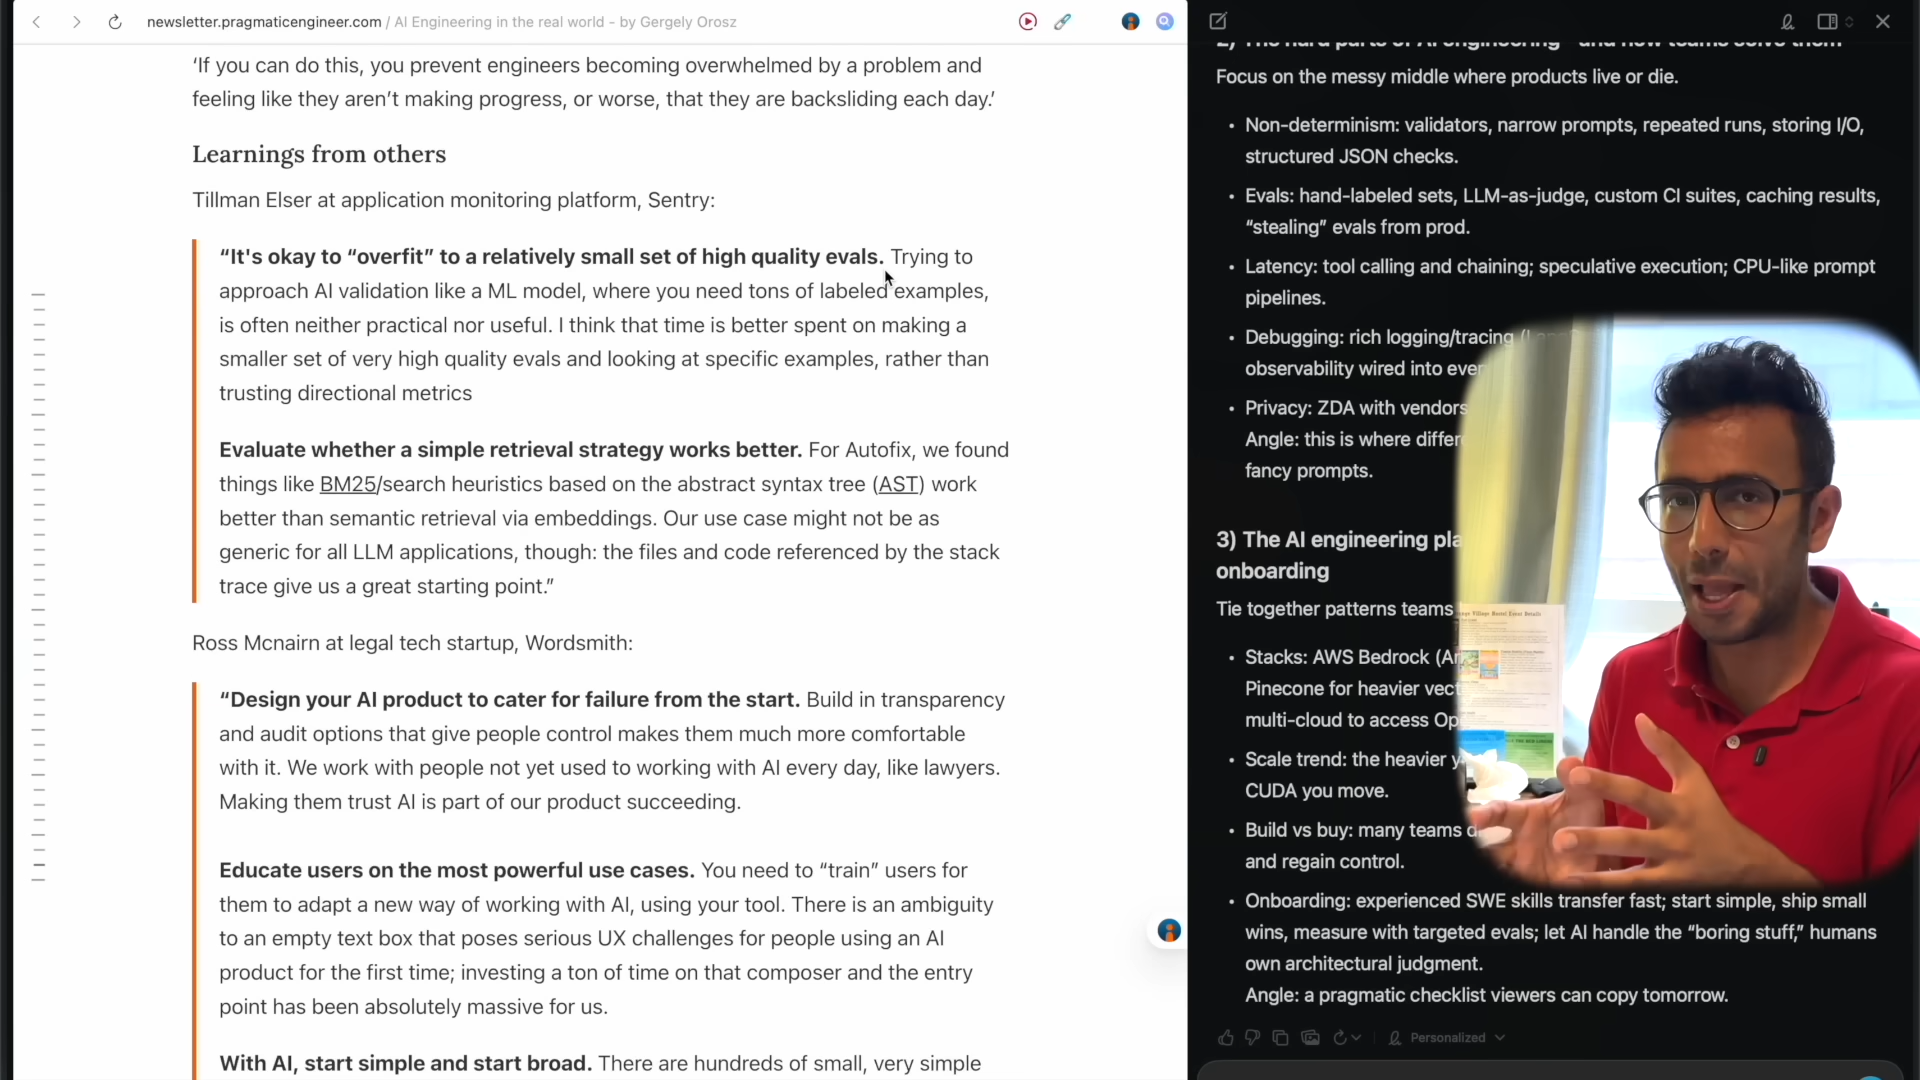 newsletter.pragmaticengineer.com / AI Engineering in the real world - by Gergely Orosz
‘If you can do this, you prevent engineers becoming overwhelmed by a problem and
feeling like they aren’t making progress, or worse, that they are backsliding each day.’
Learnings from others
Tillman Elser at application monitoring platform, Sentry:
“It's okay to “overfit” to a relatively small set of high quality evals. Trying to
approach AI validation like a ML model, where you need tons of labeled examples,
is often neither practical nor useful. I think that time is better spent on making a
smaller set of very high quality evals and looking at specific examples, rather than
trusting directional metrics
Evaluate whether a simple retrieval strategy works better. For Autofix, we found
things like BM25/search heuristics based on the abstract syntax tree (AST) work
better than semantic retrieval via embeddings. Our use case might not be as
generic for all LLM applications, though: the files and code referenced by the stack
trace give us a great starting point.”
Ross Mcnairn at legal tech startup, Wordsmith:
“Design your AI product to cater for failure from the start. Build in transparency
and audit options that give people control makes them much more comfortable
with it. We work with people not yet used to working with AI every day, like lawyers.
Making them trust AI is part of our product succeeding.
Educate users on the most powerful use cases. You need to “train” users for
them to adapt a new way of working with AI, using your tool. There is an ambiguity
to an empty text box that poses serious UX challenges for people using an AI
product for the first time; investing a ton of time on that composer and the entry
point has been absolutely massive for us.
With AI, start simple and start broad. There are hundreds of small, very simple
2) The hard parts of AI engineering—and how teams solve them
Focus on the messy middle where products live or die.
• Non-determinism: validators, narrow prompts, repeated runs, storing I/O,
structured JSON checks.
• Evals: hand-labeled sets, LLM-as-judge, custom CI suites, caching results,
“stealing” evals from prod.
• Latency: tool calling and chaining; speculative execution; CPU-like prompt
pipelines.
• Debugging: rich logging/tracing
observability wired into
• Privacy: ZDA with vendors
Angle: this is where
fancy prompts.
3) The AI engineering
onboarding
Tie together patterns teams
• Stacks: AWS Bedrock
Pinecone for heavier
multi-cloud to access
• Scale trend: the heavier
CUDA you move.
• Build vs buy: many teams
and regain control.
• Onboarding: experienced SWE skills transfer fast; start simple, ship small
wins, measure with targeted evals; let AI handle the “boring stuff,” humans
own architectural judgment.
Angle: a pragmatic checklist viewers can copy tomorrow.
Personalized